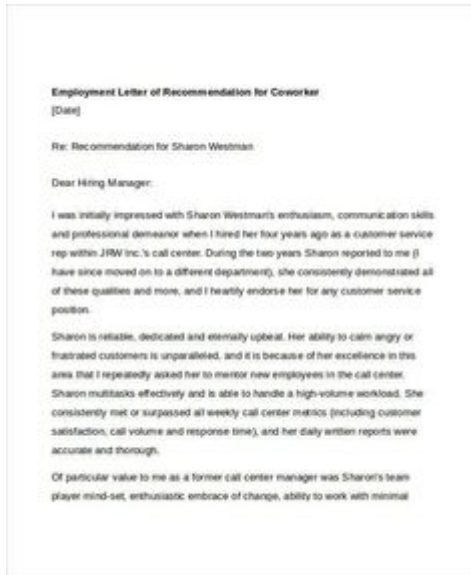 Employment Letter of Recommendation for Coworker
[Date]
Re: Recommendation for Sharon Westman
Dear Hiring Manager:
I was initially impressed with Sharon Westman's enthusiasm, communication skills
and professional demeanor when I hired her four years ago as a customer service
rep within JRW Inc.'s call center. During the two years Sharon reported to me (I
have since moved on to a different department), she consistently demonstrated all
of these qualities and more, and I heartily endorse her for any customer service
position.
Sharon is reliable, dedicated and eternally upbeat. Her ability to calm angry or
frustrated customers is unparalleled, and it is because of her excellence in this
area that I repeatedly asked her to mentor new employees in the call center.
Sharon multitasks effectively and is able to handle a high-volume workload. She
consistently met or surpassed all weekly call center metrics (including customer
satisfaction, call volume and response time), and her daily written reports were
accurate and thorough.
Of particular value to me as a former call center manager was Sharon's team
player mind-set, enthusiastic embrace of change, ability to work with minimal